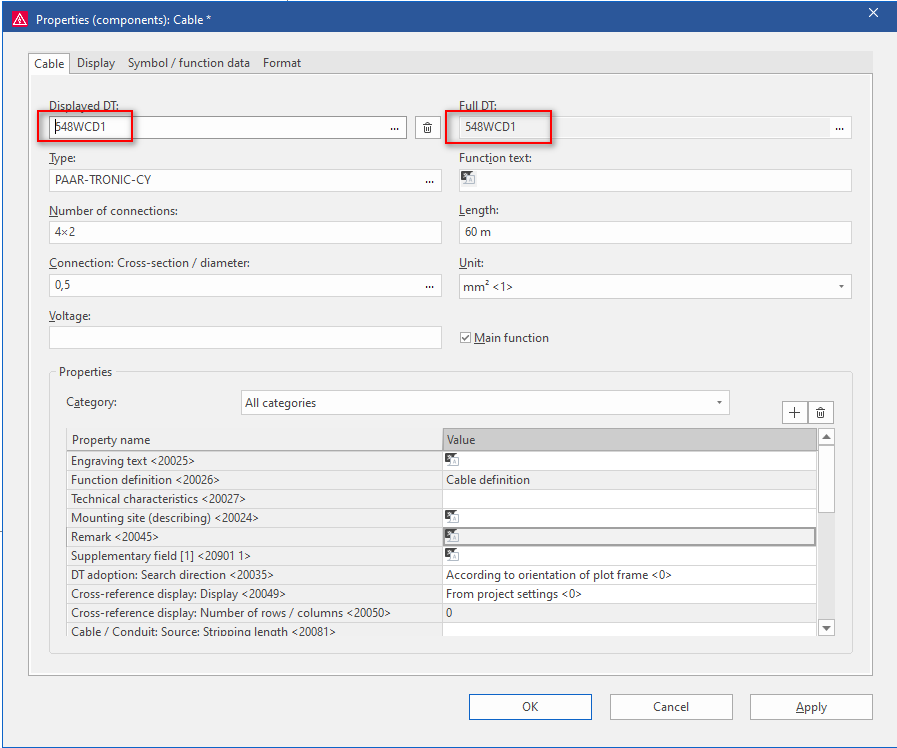 Properties (components): Cable *
Cable Display Symbol / function data Format
Displayed DT: Full DT:
548WCD1 ... 548WCD1 ...
Type: Function text:
PAAR-TRONIC-CY ...
Number of connections: Length:
4×2 60 m
Connection: Cross-section / diameter: Unit:
0,5 ... mm² <1>
Voltage:
Main function
Properties
Category: All categories
Property name Value
Engraving text <20025>
Function definition <20026> Cable definition
Technical characteristics <20027>
Mounting site (describing) <20024>
Remark <20045>
Supplementary field [1] <20901 1>
DT adoption: Search direction <20035> According to orientation of plot frame <0>
Cross-reference display: Display <20049> From project settings <0>
Cross-reference display: Number of rows / columns <20050> 0
Cable / Conduit: Source: Stripping length <20081>
OK Cancel Apply